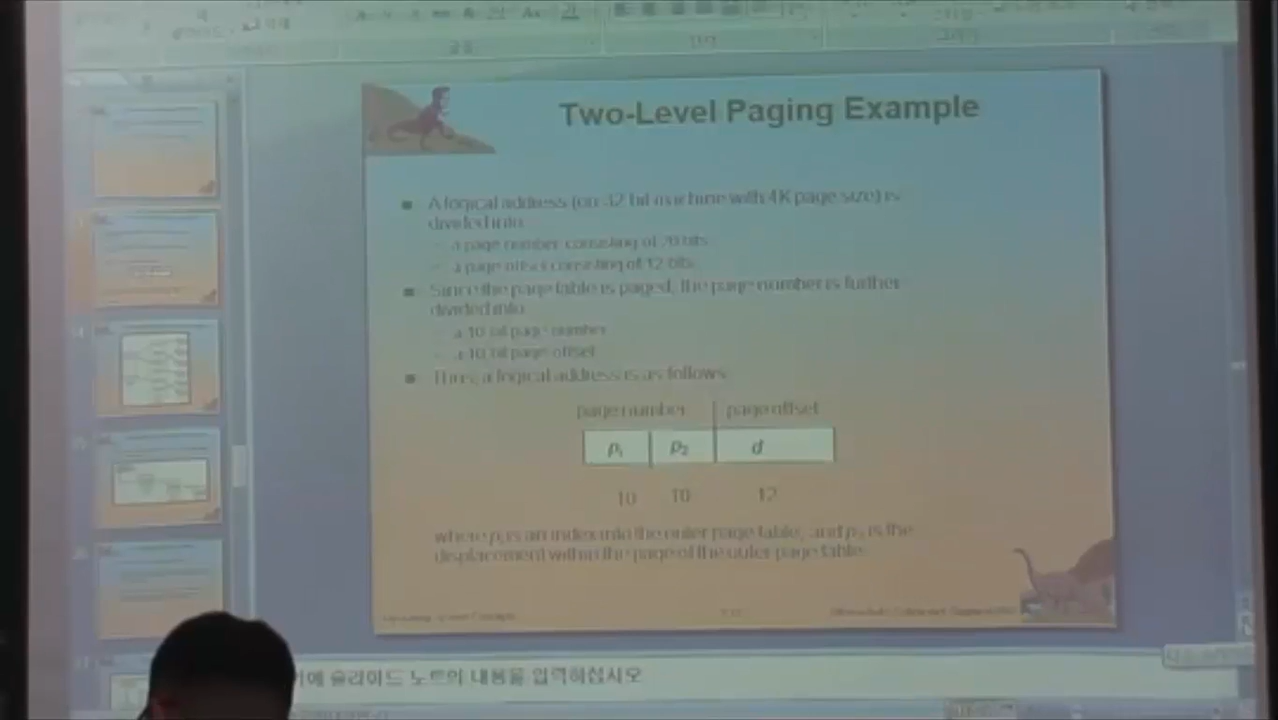 Two-Level Paging Example
A logical address (on 32 bit machine with 4K page size) is
divided into
a page number consisting of 20 bits
a page offset consisting of 12 bits
Since the page table is paged, the page number is further
divided into
a 10 bit page number
a 10 bit page offset
Thus, a logical address is as follows
page number page offset
p1 p2 d
10 10 12
where pi is an index into the outer page table, and p2 is the
displacement within the page of the outer page table
슬라이드 노트의 내용을 입력하십시오